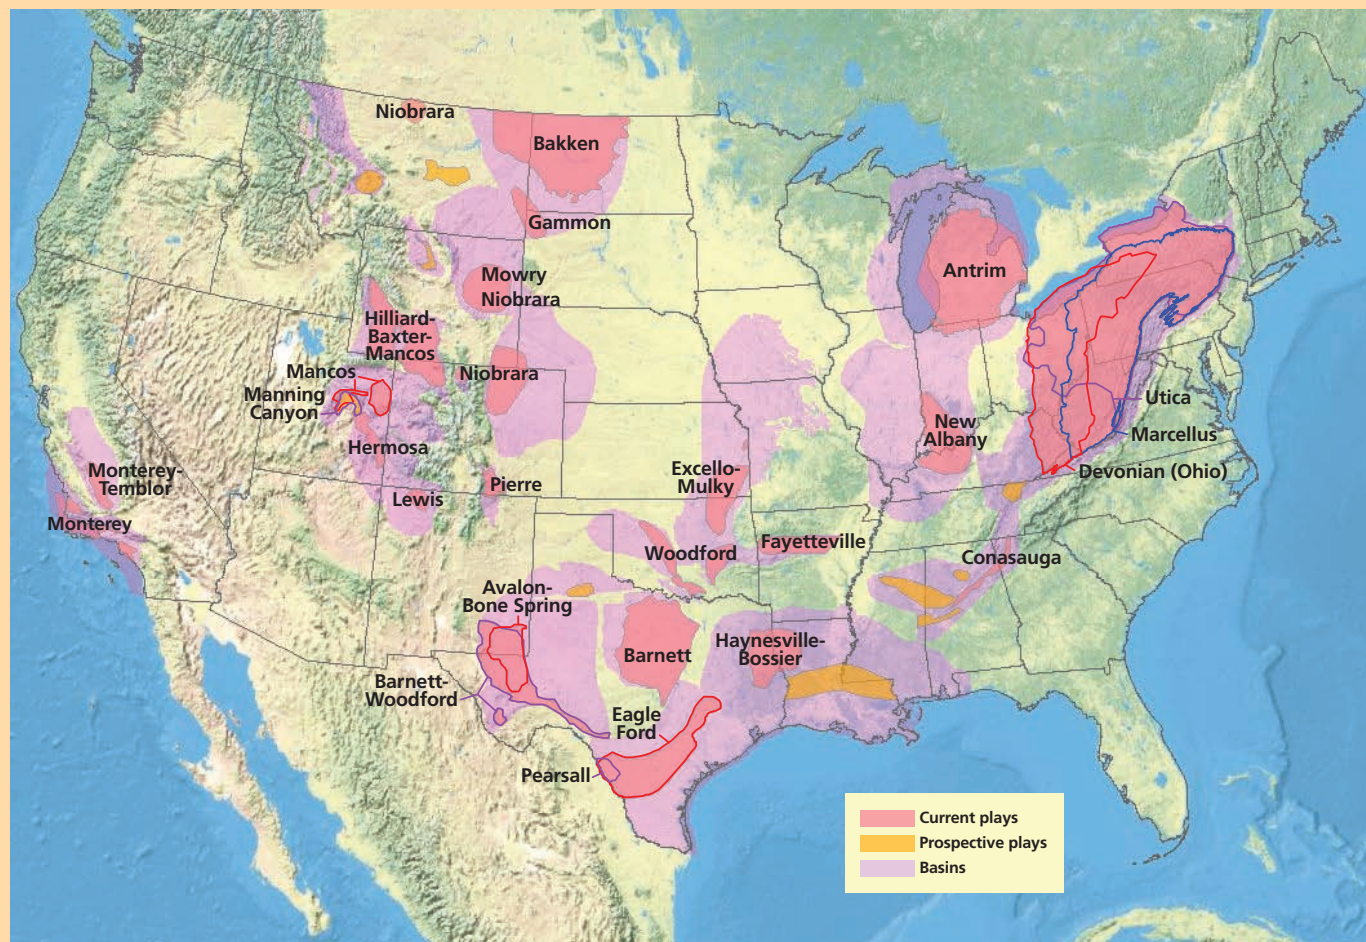 Niobrara
Bakken
Gammon
Mowry
Niobrara
Antrim
Hilliard-
Baxter-
Mancos
Mancos
Manning
Canyon
Niobrara
Hermosa
Utica
Marcellus
Devonian (Ohio)
New
Albany
Monterey-
Temblor
Excello-
Mulky
Pierre
Lewis
Monterey
Woodford
Fayetteville
Conasauga
Avalon-
Bone Spring
Barnett
Haynesville-
Bossier
Barnett-
Woodford
Eagle
Ford
Pearsall
Current plays
Prospective plays
Basins